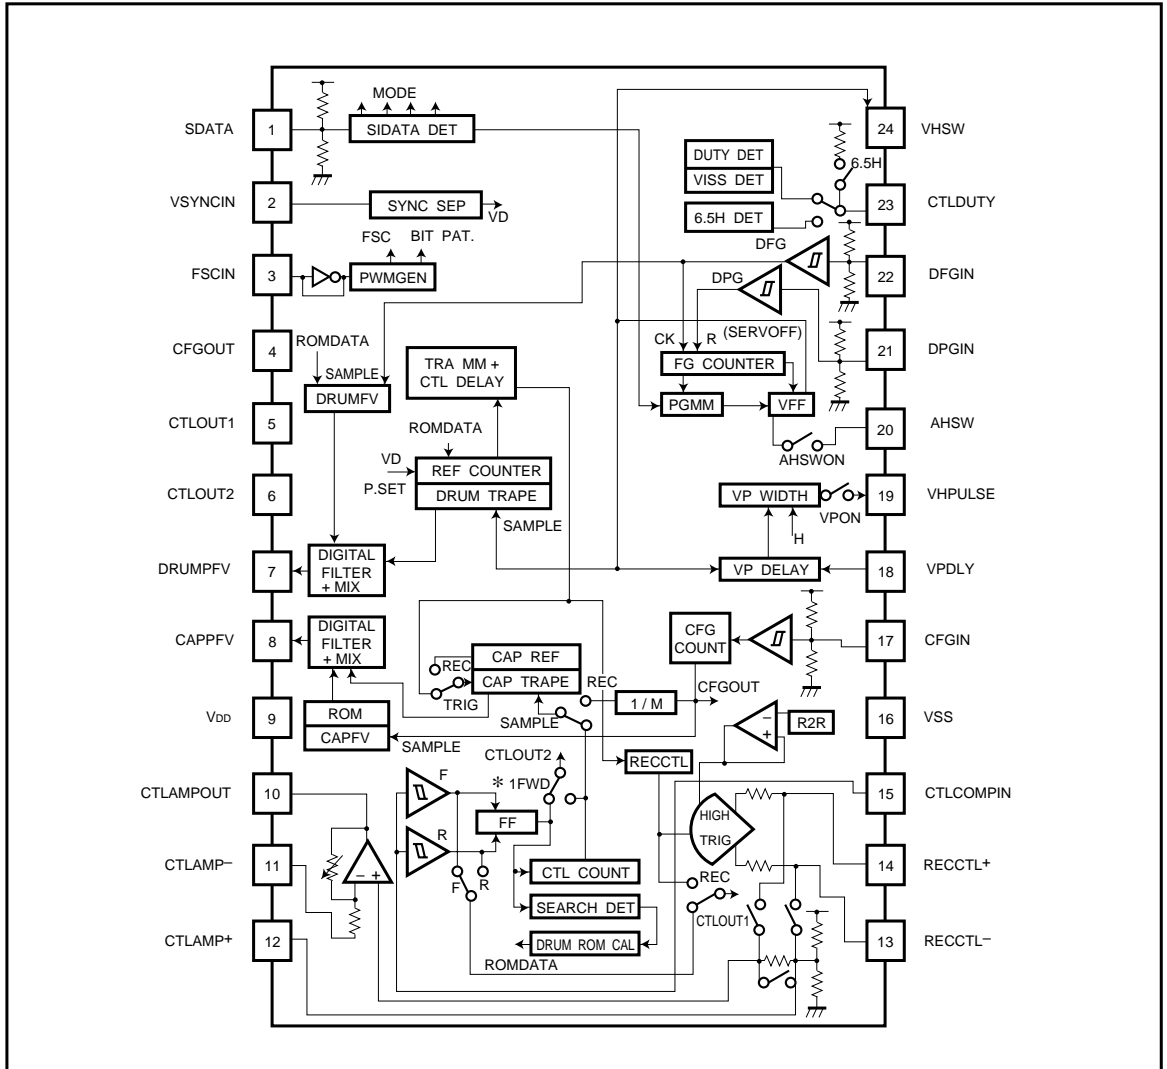 MODE
SDATA
1
SIDATA DET
24
VHSW
DUTY DET
VISS DET
6.5H
VSYNCIN
2
SYNC SEP
VD
6.5H DET
23
CTLDUTY
FSC
BIT PAT.
DFG
FSCIN
3
PWMGEN
DPG
22
DFGIN
CFGOUT
4
ROMDATA
SAMPLE
DRUMFV
TRA MM +
CTL DELAY
CK
R
(SERVOFF)
FG COUNTER
21
DPGIN
PGMM
VFF
CTLOUT1
5
ROMDATA
AHSWON
20
AHSW
VD
P.SET
REF COUNTER
DRUM TRAPE
SAMPLE
CTLOUT2
6
VP WIDTH
VPON
H
19
VHPULSE
DRUMPFV
7
DIGITAL
FILTER
+ MIX
VP DELAY
18
VPDLY
CAPPFV
8
DIGITAL
FILTER
+ MIX
REC
TRIG
CAP REF
CAP TRAPE
REC
SAMPLE
CFG
COUNT
17
CFGIN
1 / M
CFGOUT
VDD
9
ROM
CAPFV
SAMPLE
−
+
R2R
16
VSS
CTLOUT2
* 1FWD
RECCTL
CTLAMPOUT
10
F
R
FF
HIGH
TRIG
15
CTLCOMPIN
CTLAMP−
11
− +
F
R
CTL COUNT
REC
14
RECCTL+
SEARCH DET
CTLOUT1
CTLAMP+
12
DRUM ROM CAL
ROMDATA
13
RECCTL−